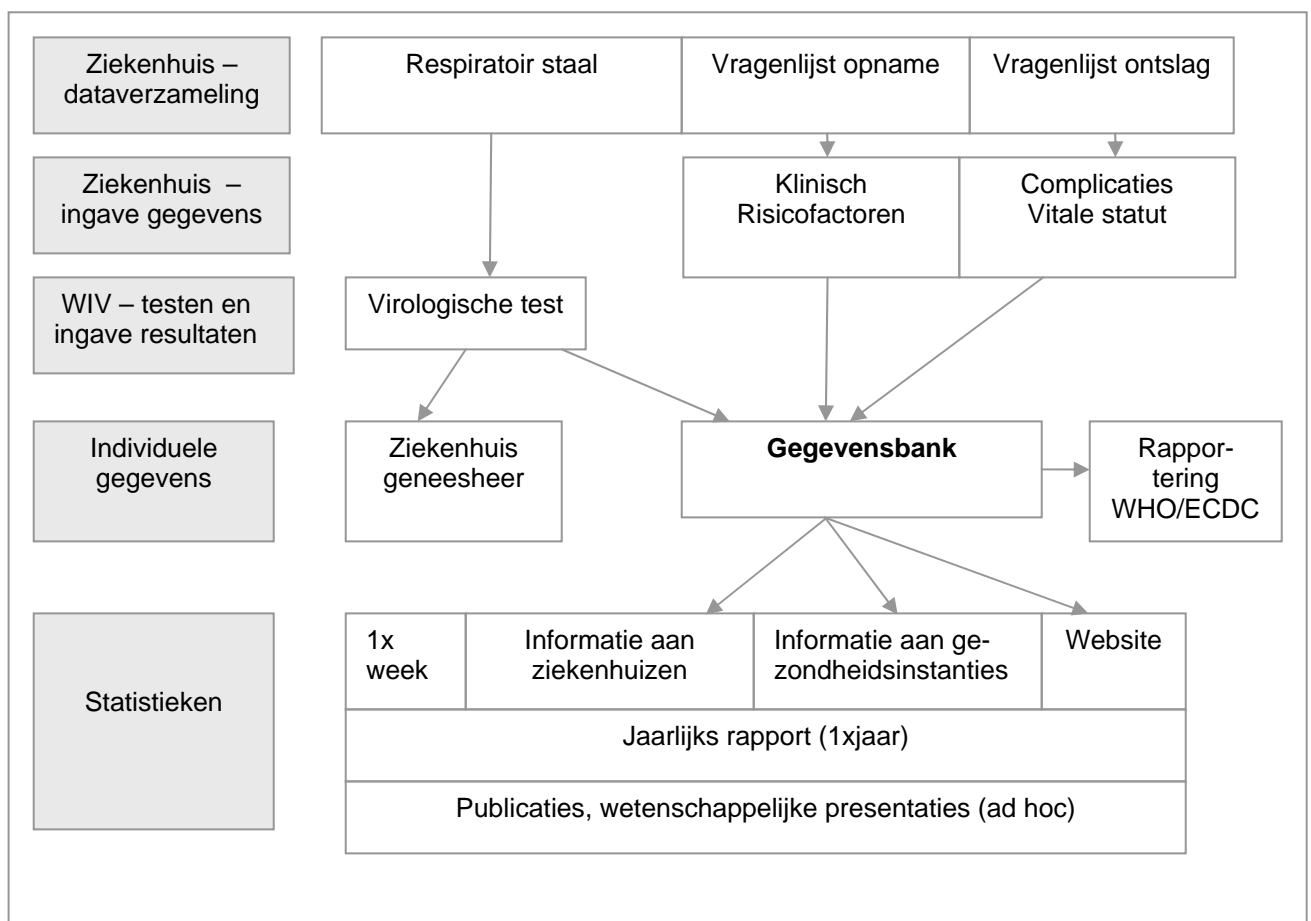 Ziekenhuis –
dataverzameling
Respiratoir staal
Vragenlijst opname
Vragenlijst ontslag
Ziekenhuis –
ingave gegevens
Klinisch
Risicofactoren
Complicaties
Vitale statut
WIV – testen en
ingave resultaten
Virologische test
Individuele
gegevens
Ziekenhuis
geneesheer
Gegevensbank
Rappor-
tering
WHO/ECDC
Statistieken
1x
week
Informatie aan
ziekenhuizen
Informatie aan ge-
zondheidsinstanties
Website
Jaarlijks rapport (1xjaar)
Publicaties, wetenschappelijke presentaties (ad hoc)